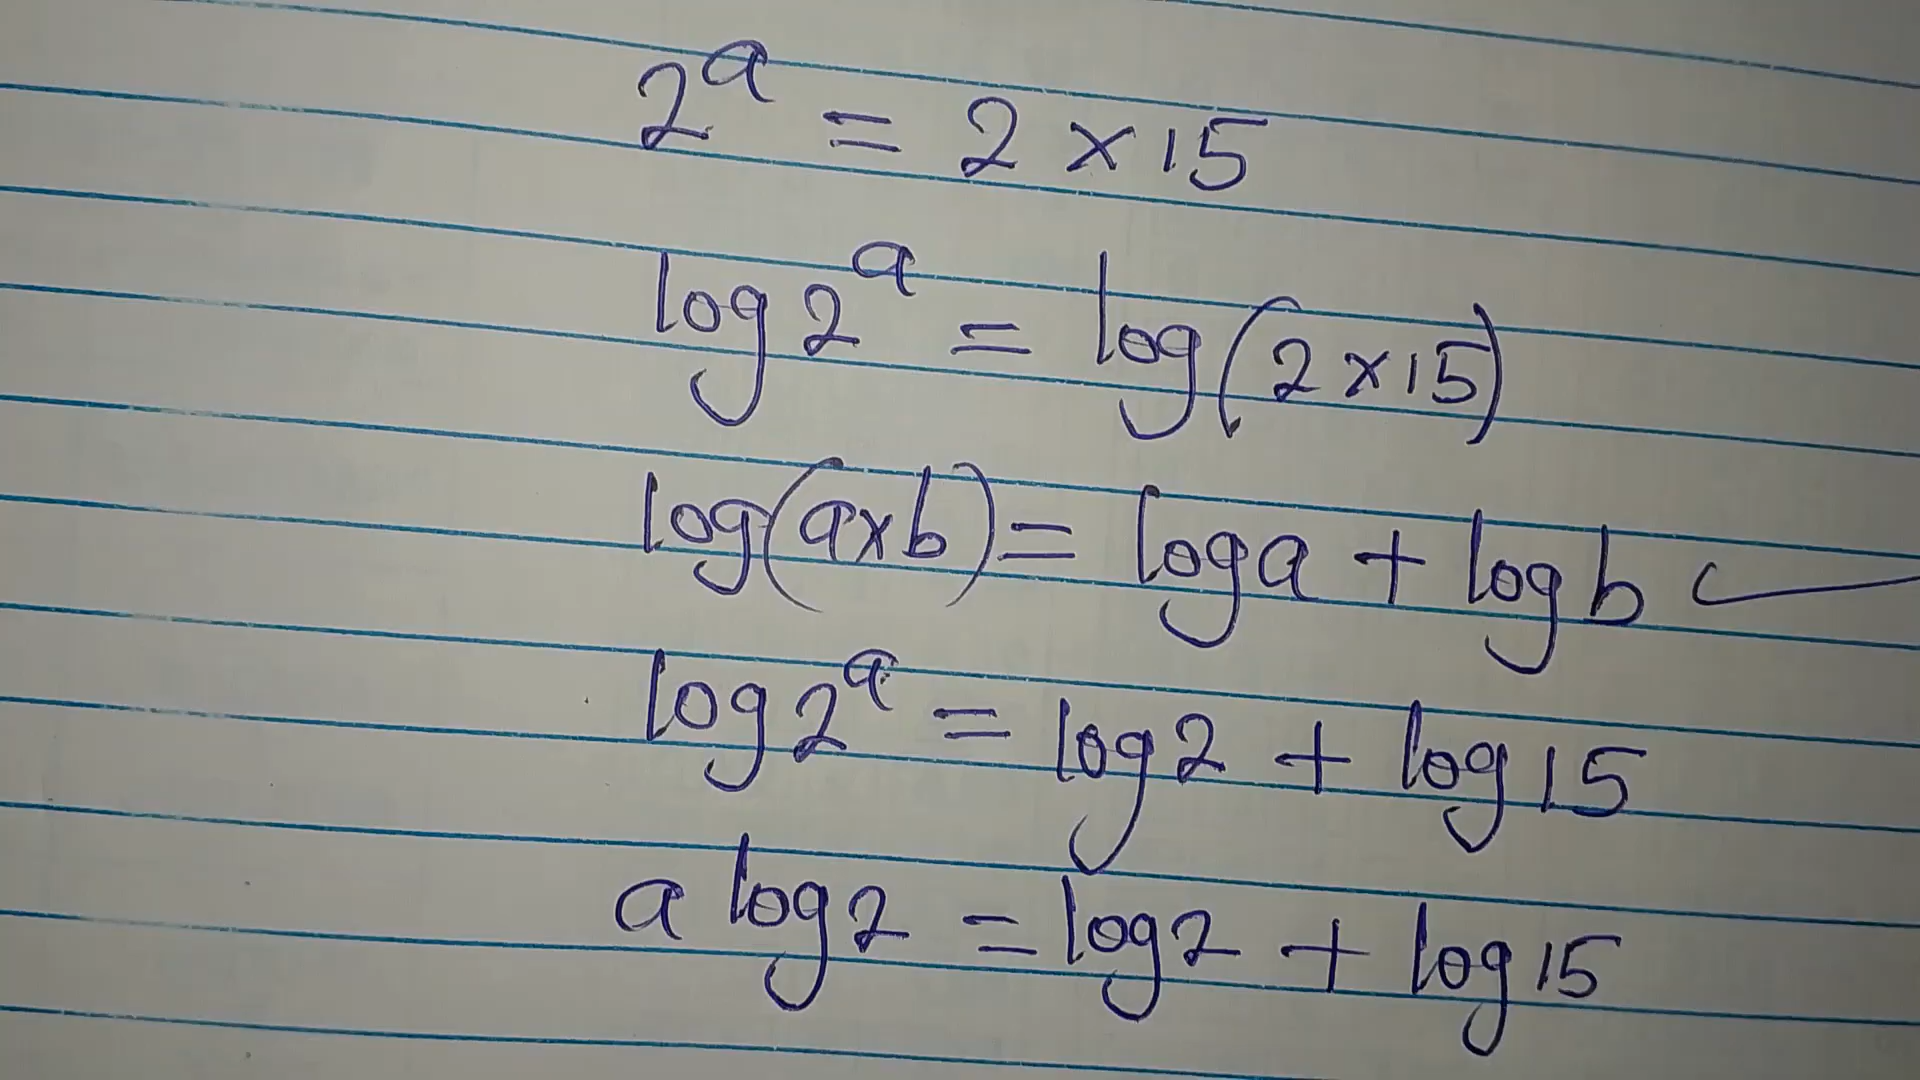 2^a = 2 × 15
log 2^a = log(2 × 15)
log(a×b) = log a + log b ✓
log 2^a = log 2 + log 15
a log 2 = log 2 + log 15